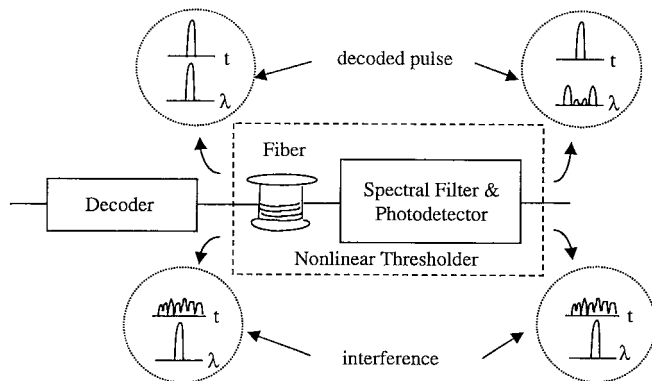 t
λ
decoded pulse
t
λ
Fiber
Decoder
Spectral Filter &
Photodetector
Nonlinear Thresholder
t
λ
interference
t
λ